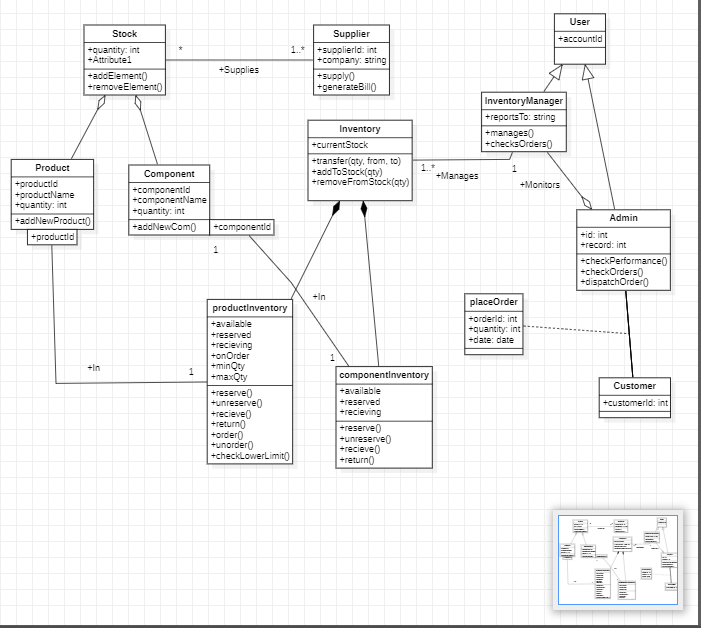 Stock
+quantity: int
+Attribute1
+addElement()
+removeElement()
*
1..*
+Supplies
Supplier
+supplierId: int
+company: string
+supply()
+generateBill()
User
+accountId
InventoryManager
+reportsTo: string
+manages()
+checksOrders()
Inventory
+currentStock
+transfer(qty, from, to)
+addToStock(qty)
+removeFromStock(qty)
1..*
+Manages
1
+Monitors
Product
+productId
+productName
+quantity: int
+addNewProduct()
+productId
Component
+componentId
+componentName
+quantity: int
+addNewCom()
+componentId
1
Admin
+id: int
+record: int
+checkPerformance()
+checkOrders()
+dispatchOrder()
+In
productInventory
+available
+reserved
+recieving
+onOrder
+minQty
+maxQty
+reserve()
+unreserve()
+recieve()
+return()
+order()
+unorder()
+checkLowerLimit()
placeOrder
+orderId: int
+quantity: int
+date: date
1
+In
1
componentInventory
+available
+reserved
+recieving
+reserve()
+unreserve()
+recieve()
+return()
Customer
+customerId: int